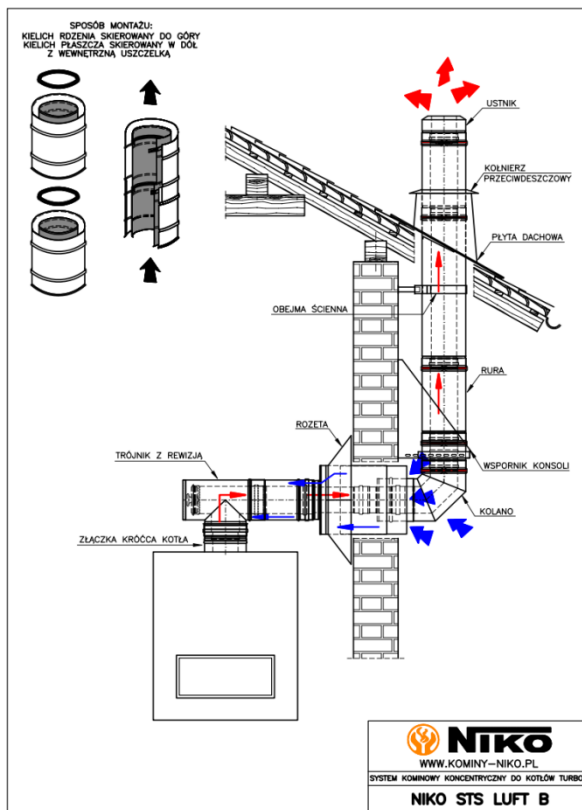 SPOSÓB MONTAŻU:
KIELICH RDZENIA SKIEROWANY DO GÓRY
KIELICH PŁASZCZA SKIEROWANY W DÓŁ
Z WEWNĘTRZNĄ USZCZELKĄ
USTNIK
KOŁNIERZ
PRZECIWDESZCZOWY
PŁYTA DACHOWA
OBEJMA ŚCIENNA
RURA
ROZETA
TRÓJNIK Z REWIZJĄ
WSPORNIK KONSOLI
KOLANO
ZŁĄCZKA KRÓĆCA KOTŁA
NIKO
WWW.KOMINY-NIKO.PL
SYSTEM KOMINOWY KONCENTRYCZNY DO KOTŁÓW TURBO
NIKO STS LUFT B